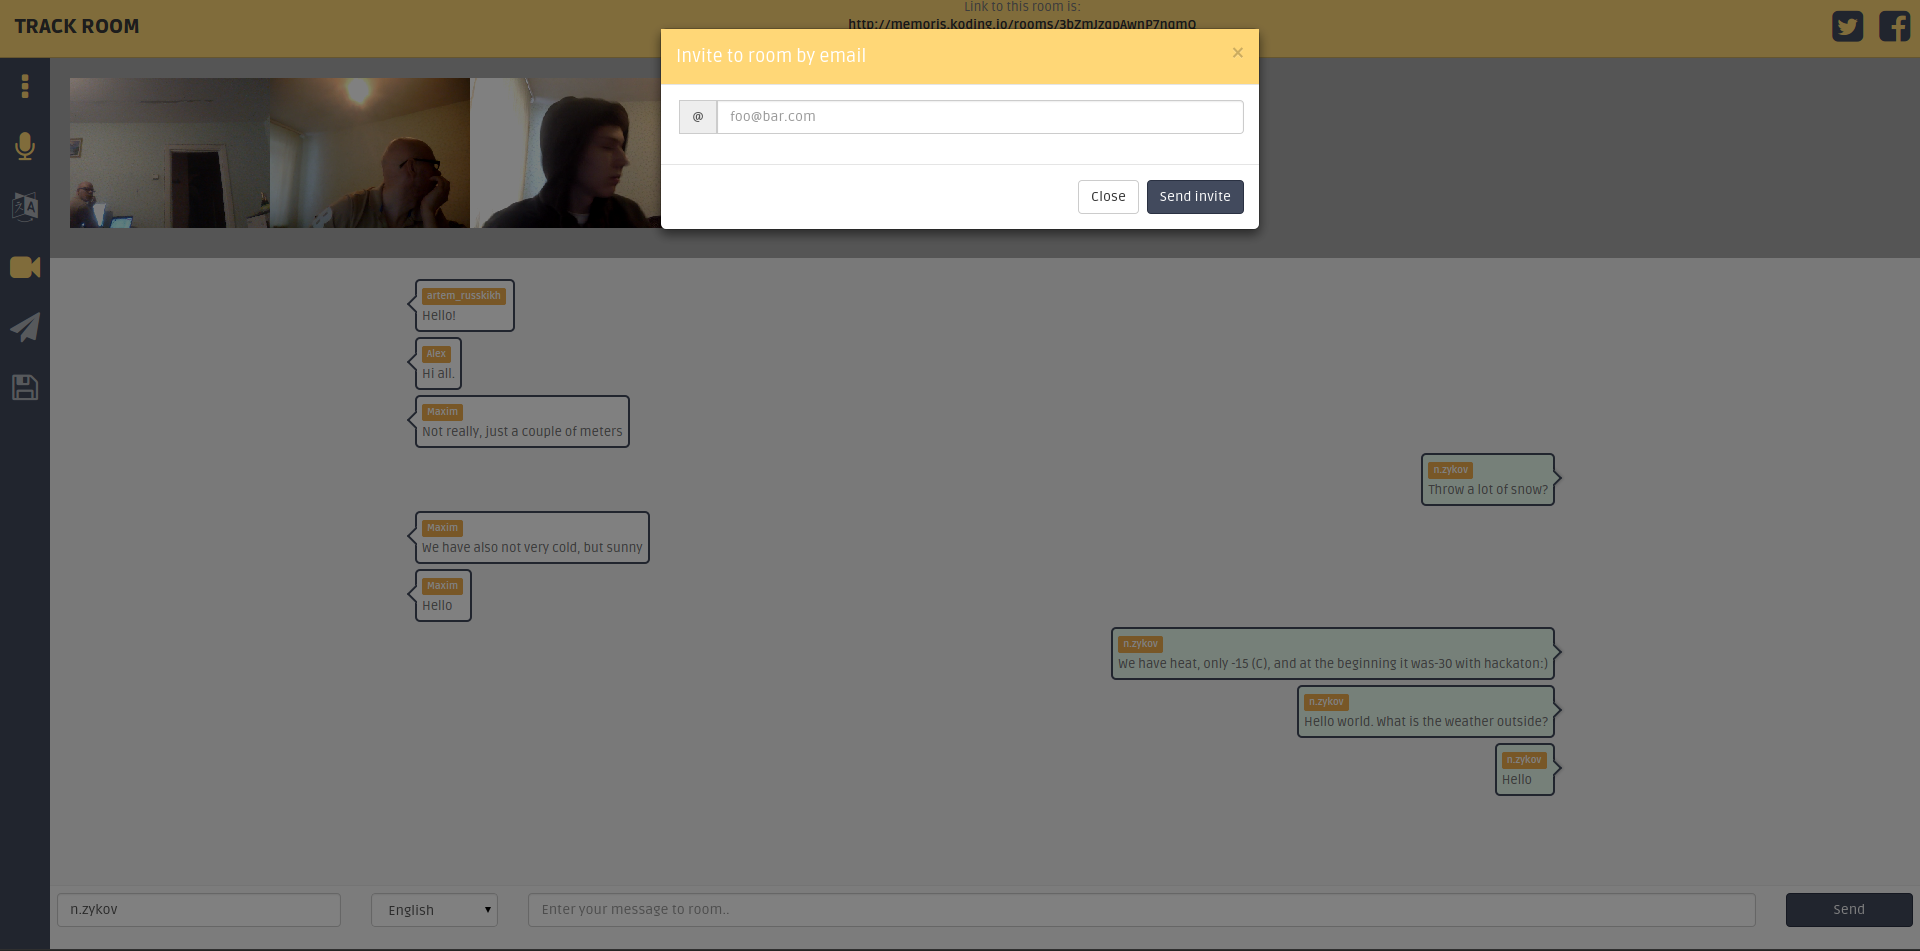 Link to this room is:
TRACK ROOM
http://memoris.koding.io/rooms/3bZmJzqpAwnP7nqmQ
Invite to room by email
×
@
foo@bar.com
Close
Send invite
artem_russkikh
Hello!
Alex
Hi all.
Maxim
Not really, just a couple of meters
n.zykov
Throw a lot of snow?
Maxim
We have also not very cold, but sunny
Maxim
Hello
n.zykov
We have heat, only -15 (C), and at the beginning it was-30 with hackaton:)
n.zykov
Hello world. What is the weather outside?
n.zykov
Hello
n.zykov
English
Enter your message to room..
Send